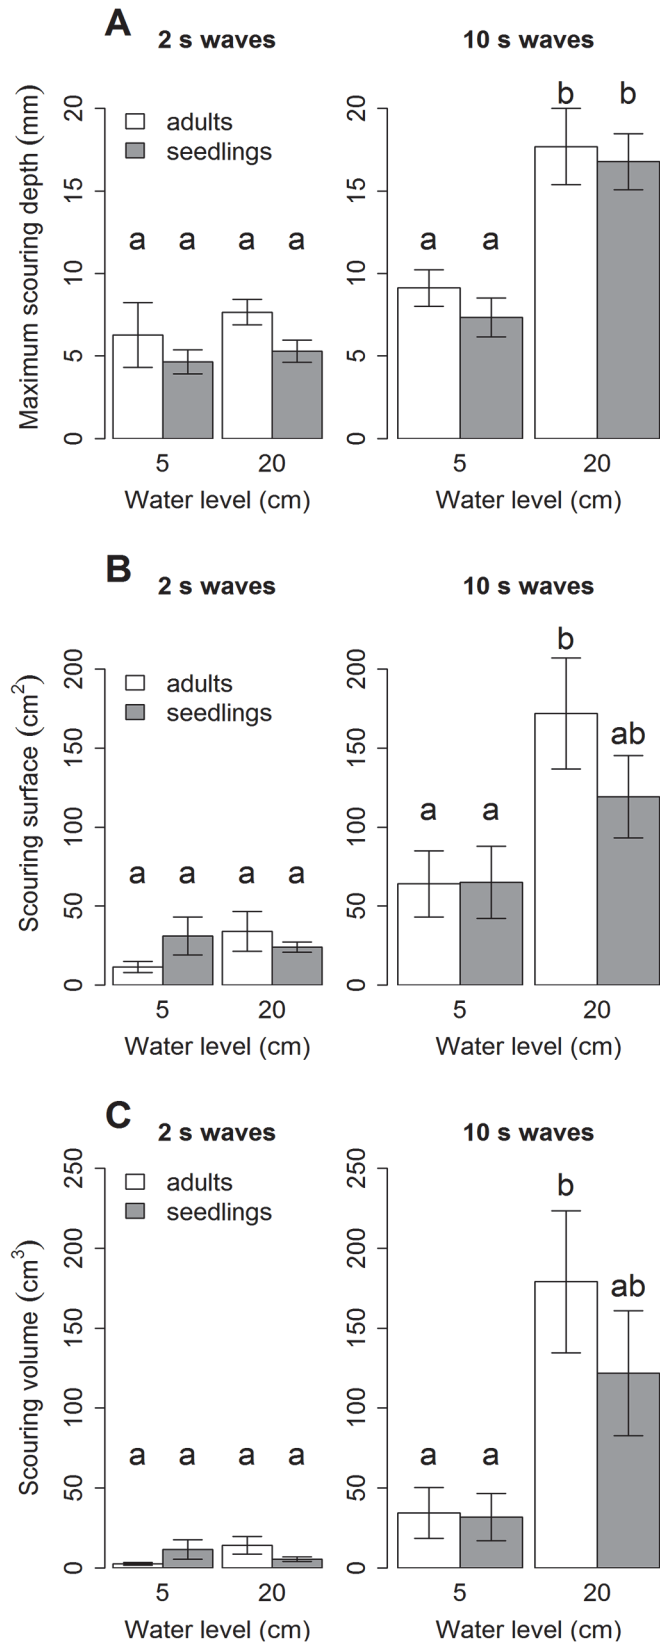 A
2 s waves
10 s waves
Maximum scouring depth (mm)
0 5 10 15 20
adults
seedlings
a a a a
5 20
Water level (cm)
0 5 10 15 20
a a b b
5 20
Water level (cm)
B
2 s waves
10 s waves
Scouring surface (cm²)
0 50 100 150 200
adults
seedlings
a a a a
5 20
Water level (cm)
0 50 100 150 200
a a b ab
5 20
Water level (cm)
C
2 s waves
10 s waves
Scouring volume (cm³)
0 50 100 150 200 250
adults
seedlings
a a a a
5 20
Water level (cm)
0 50 100 150 200 250
a a b ab
5 20
Water level (cm)